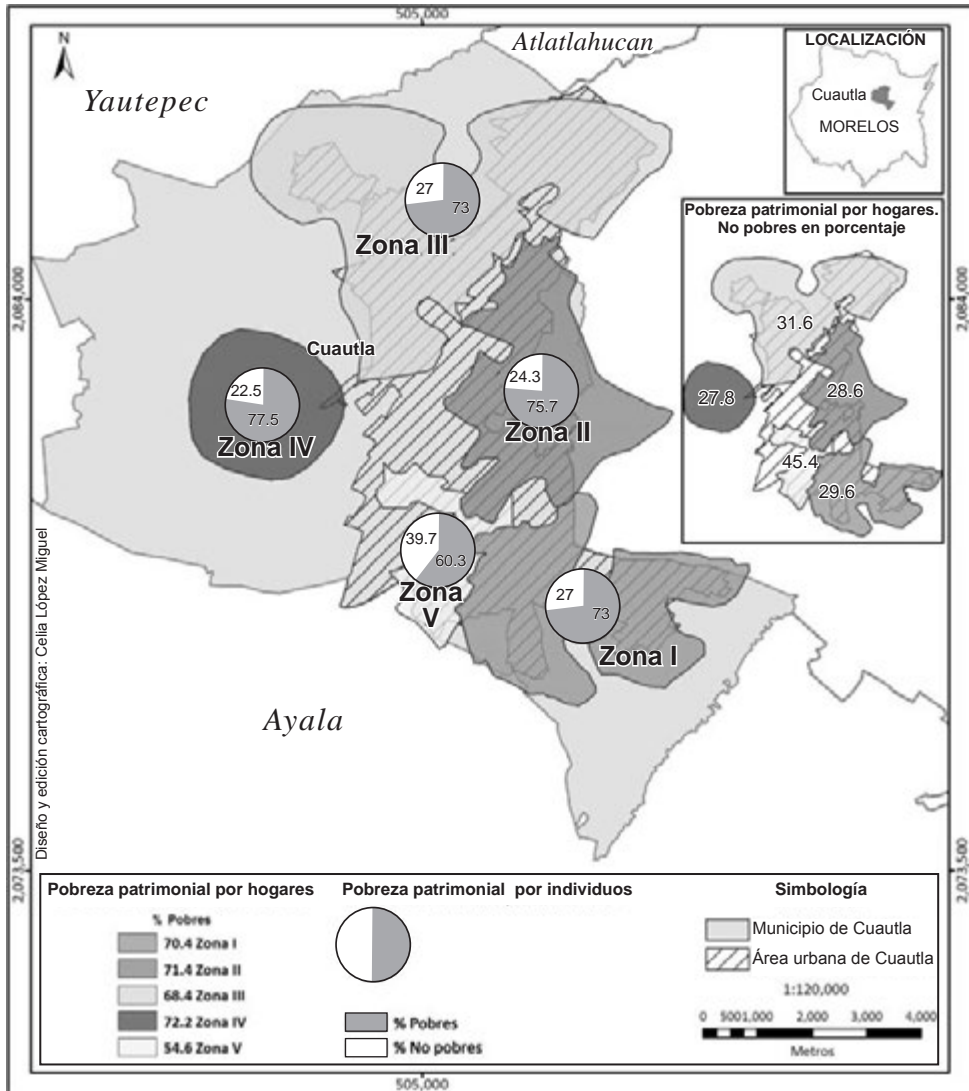 505,000
N
Atlatlahucan
Yautepec
LOCALIZACIÓN
Cuautla
MORELOS
27
73
Zona III
Pobreza patrimonial por hogares.
No pobres en porcentaje
31.6
27.8
28.6
45.4
29.6
2,084,000
2,084,000
Cuautla
22.5
77.5
Zona IV
24.3
75.7
Zona II
39.7
60.3
Zona
V
27
73
Zona I
Ayala
Diseño y edición cartográfica: Celia López Miguel
2,073,500
2,073,500
Pobreza patrimonial por hogares
% Pobres
70.4 Zona I
71.4 Zona II
68.4 Zona III
72.2 Zona IV
54.6 Zona V
Pobreza patrimonial por individuos
% Pobres
% No pobres
Simbología
Municipio de Cuautla
Área urbana de Cuautla
1:120,000
0 5001,000 2,000 3,000 4,000
Metros
505,000